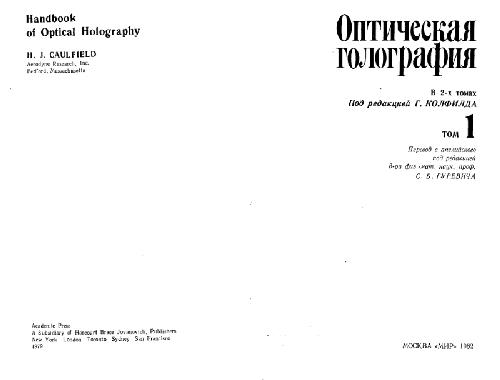 Handbook
of Optical Holography
H. J. CAULFIELD
Aerodyne Research, Inc.
Bedford, Massachusetts
Academic Press
A Subsidiary of Harcourt Brace Jovanovich, Publishers
New York London Toronto Sydney San Francisco
1979
Оптическая
голография
В 2-х томах
Под редакцией Г. КОЛФИЛДА
ТОМ 1
Перевод с английского
под редакцией
д-ра физ.-мат. наук, проф.
С. Б. ГУРЕВИЧА
МОСКВА «МИР» 1982